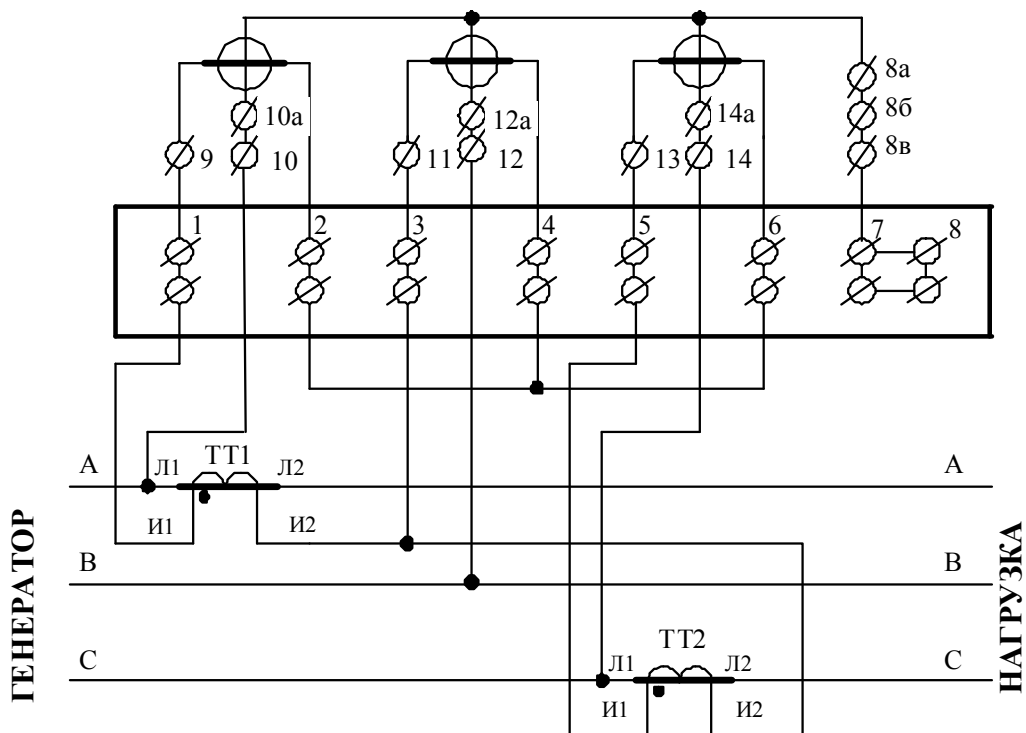 8а
10а
12а
14а
8б
9
10
11
12
13
14
8в
1
2
3
4
5
6
7
8
А
Л1
ТТ1
Л2
А
И1
И2
В
В
С
Л1
ТТ2
Л2
С
И1
И2
ГЕНЕРАТОР
НАГРУЗКА